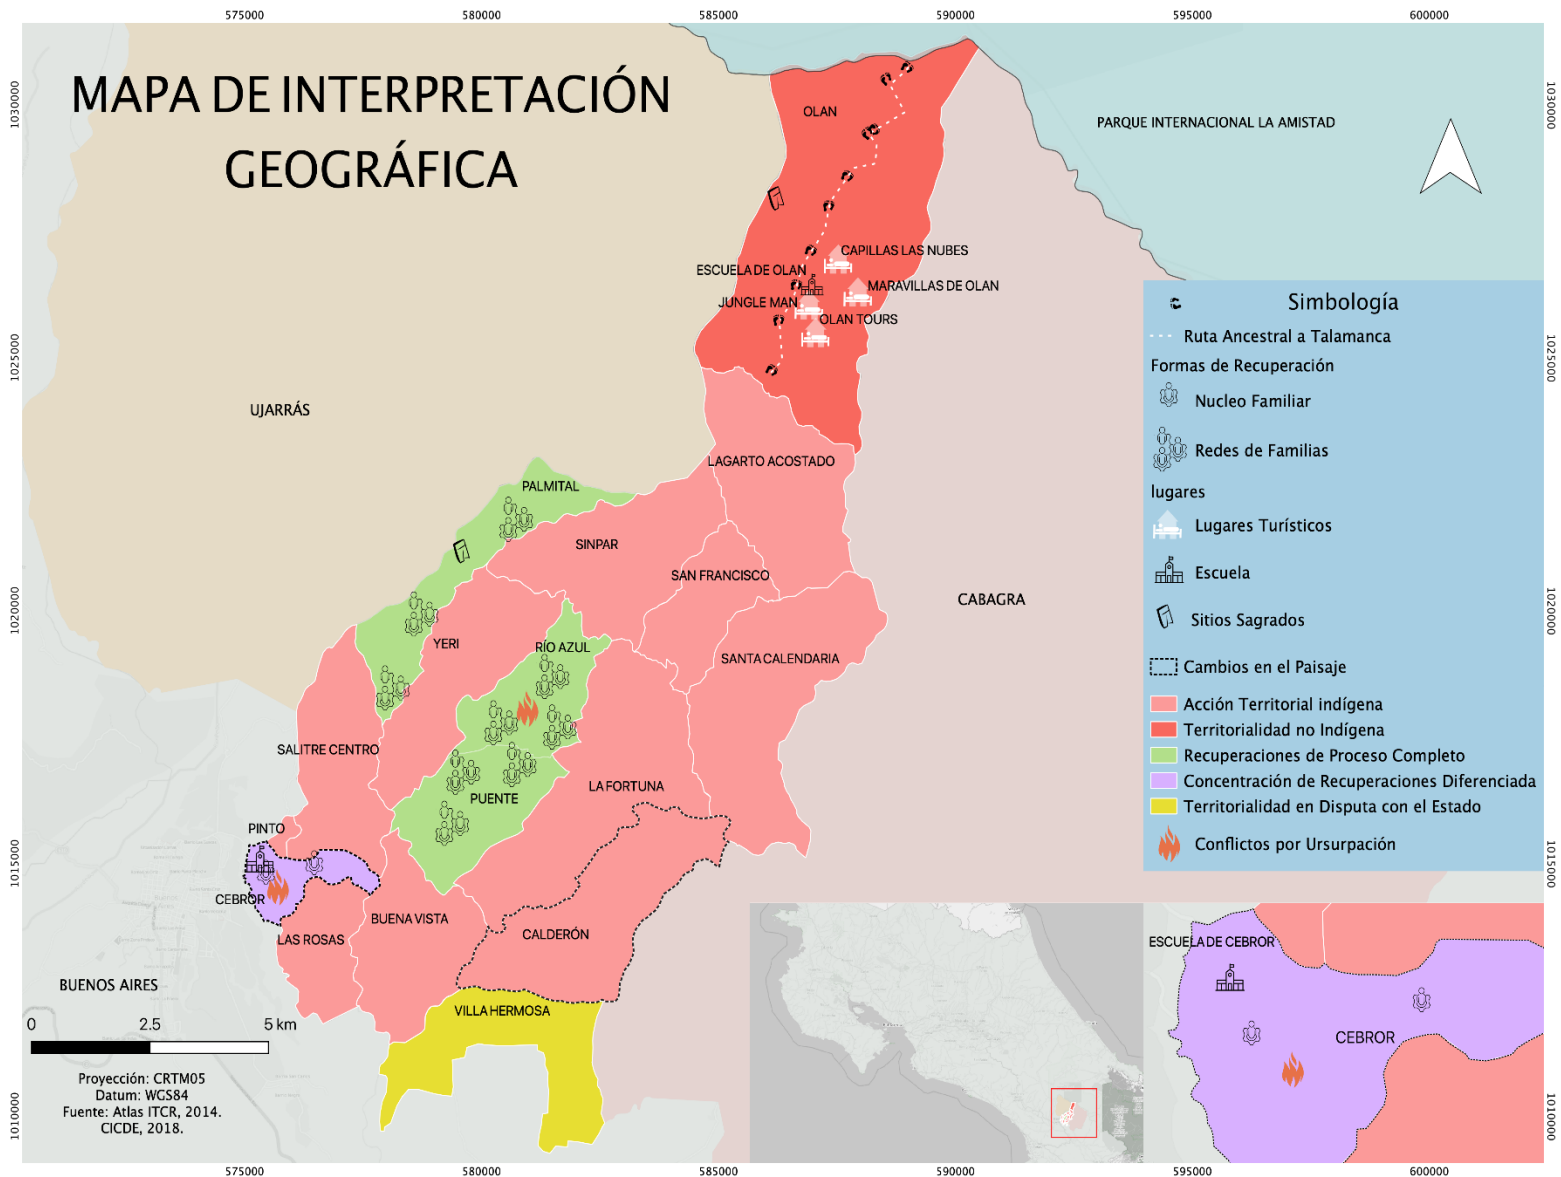 575000
580000
585000
590000
595000
600000
MAPA DE INTERPRETACIÓN
GEOGRÁFICA
1030000
1030000
OLAN
PARQUE INTERNACIONAL LA AMISTAD
CAPILLAS LAS NUBES
ESCUELA DE OLAN
MARAVILLAS DE OLAN
JUNGLE MAN
OLAN TOURS
1025000
1025000
UJARRÁS
LAGARTO ACOSTADO
PALMITAL
SINPAR
SAN FRANCISCO
CABAGRA
1020000
1020000
YERI
RÍO AZUL
SANTA CALENDARIA
SALITRE CENTRO
LA FORTUNA
PUENTE
PINTO
1015000
1015000
CEBROR
BUENA VISTA
LAS ROSAS
CALDERÓN
BUENOS AIRES
VILLA HERMOSA
Simbología
Ruta Ancestral a Talamanca
Formas de Recuperación
Nucleo Familiar
Redes de Familias
lugares
Lugares Turísticos
Escuela
Sitios Sagrados
Cambios en el Paisaje
Acción Territorial indígena
Territorialidad no Indígena
Recuperaciones de Proceso Completo
Concentración de Recuperaciones Diferenciada
Territorialidad en Disputa con el Estado
Conflictos por Ursurpación
ESCUELA DE CEBROR
CEBROR
0 2.5 5 km
Proyección: CRTM05
Datum: WGS84
Fuente: Atlas ITCR, 2014.
CICDE, 2018.
1010000
1010000
575000
580000
585000
590000
595000
600000